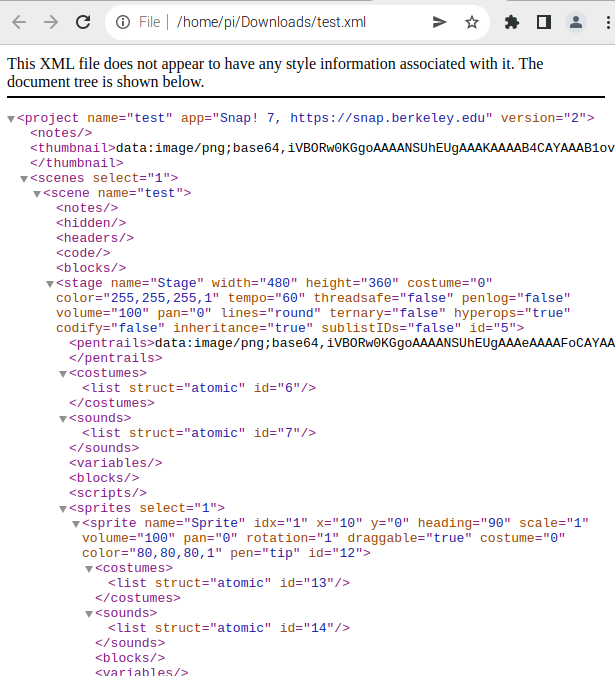 File | /home/pi/Downloads/test.xml
This XML file does not appear to have any style information associated with it. The
document tree is shown below.
<project name="test" app="Snap! 7, https://snap.berkeley.edu" version="2">
<notes/>
<thumbnail>data:image/png;base64,iVBORw0KGgoAAAANSUhEUgAAAKAAAAB4CAYAAAB1ov
</thumbnail>
<scenes select="1">
<scene name="test">
<notes/>
<hidden/>
<headers/>
<code/>
<blocks/>
<stage name="Stage" width="480" height="360" costume="0"
color="255,255,255,1" tempo="60" threadsafe="false" penlog="false"
volume="100" pan="0" lines="round" ternary="false" hyperops="true"
codify="false" inheritance="true" sublistIDs="false" id="5">
<pentrails>data:image/png;base64,iVBORw0KGgoAAAANSUhEUgAAAeAAAAFoCAYAA
</pentrails>
<costumes>
<list struct="atomic" id="6"/>
</costumes>
<sounds>
<list struct="atomic" id="7"/>
</sounds>
<variables/>
<blocks/>
<scripts/>
<sprites select="1">
<sprite name="Sprite" idx="1" x="10" y="0" heading="90" scale="1"
volume="100" pan="0" rotation="1" draggable="true" costume="0"
color="80,80,80,1" pen="tip" id="12">
<costumes>
<list struct="atomic" id="13"/>
</costumes>
<sounds>
<list struct="atomic" id="14"/>
</sounds>
<blocks/>
<variables/>